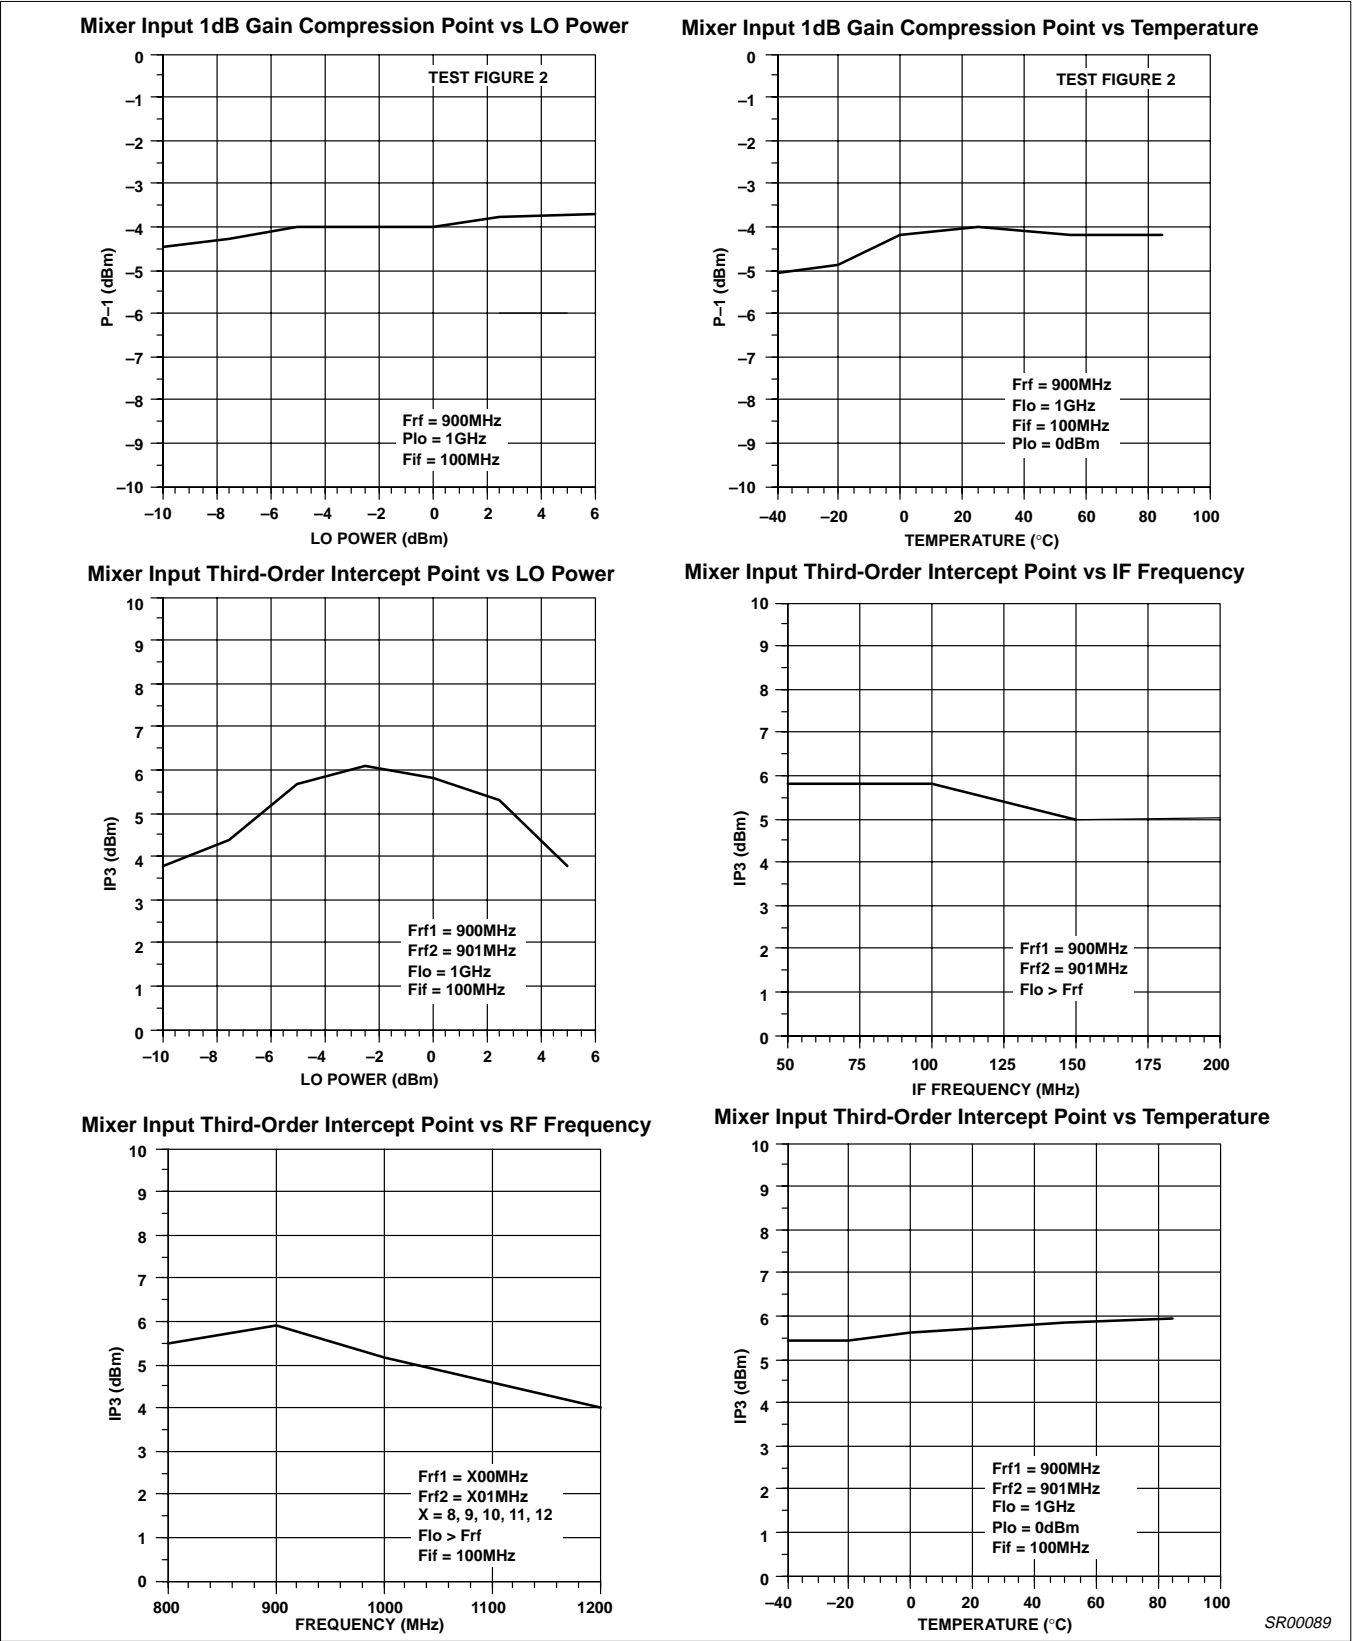 Mixer Input 1dB Gain Compression Point vs LO Power
0
–1
–2
–3
–4
–5
–6
–7
–8
–9
–10
P–1 (dBm)
TEST FIGURE 2
Frf = 900MHz
Plo = 1GHz
Fif = 100MHz
–10 –8 –6 –4 –2 0 2 4 6
LO POWER (dBm)
Mixer Input 1dB Gain Compression Point vs Temperature
0
–1
–2
–3
–4
–5
–6
–7
–8
–9
–10
P–1 (dBm)
TEST FIGURE 2
Frf = 900MHz
Flo = 1GHz
Fif = 100MHz
Plo = 0dBm
–40 –20 0 20 40 60 80 100
TEMPERATURE (°C)
Mixer Input Third-Order Intercept Point vs LO Power
10
9
8
7
6
5
4
3
2
1
0
IP3 (dBm)
Frf1 = 900MHz
Frf2 = 901MHz
Flo = 1GHz
Fif = 100MHz
–10 –8 –6 –4 –2 0 2 4 6
LO POWER (dBm)
Mixer Input Third-Order Intercept Point vs IF Frequency
10
9
8
7
6
5
4
3
2
1
0
IP3 (dBm)
Frf1 = 900MHz
Frf2 = 901MHz
Flo > Frf
50 75 100 125 150 175 200
IF FREQUENCY (MHz)
Mixer Input Third-Order Intercept Point vs RF Frequency
10
9
8
7
6
5
4
3
2
1
0
IP3 (dBm)
Frf1 = X00MHz
Frf2 = X01MHz
X = 8, 9, 10, 11, 12
Flo > Frf
Fif = 100MHz
800 900 1000 1100 1200
FREQUENCY (MHz)
Mixer Input Third-Order Intercept Point vs Temperature
10
9
8
7
6
5
4
3
2
1
0
IP3 (dBm)
Frf1 = 900MHz
Frf2 = 901MHz
Flo = 1GHz
Plo = 0dBm
Fif = 100MHz
–40 –20 0 20 40 60 80 100
TEMPERATURE (°C)
SR00089